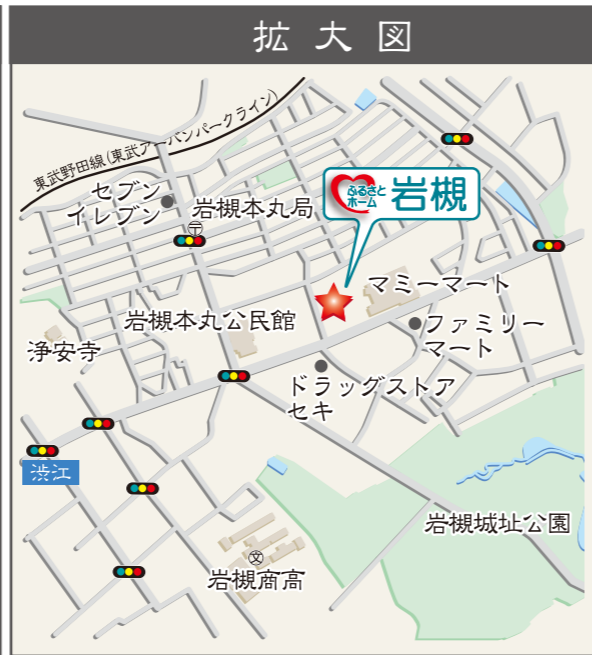 拡大図
東武野田線(東武アーバンパークライン)
セブン
イレブン
岩槻本丸局
〒
ふるさと
ホーム
岩槻
マミーマート
岩槻本丸公民館
ファミリー
マート
浄安寺
ドラッグストア
セキ
渋江
岩槻城址公園
文
岩槻商高